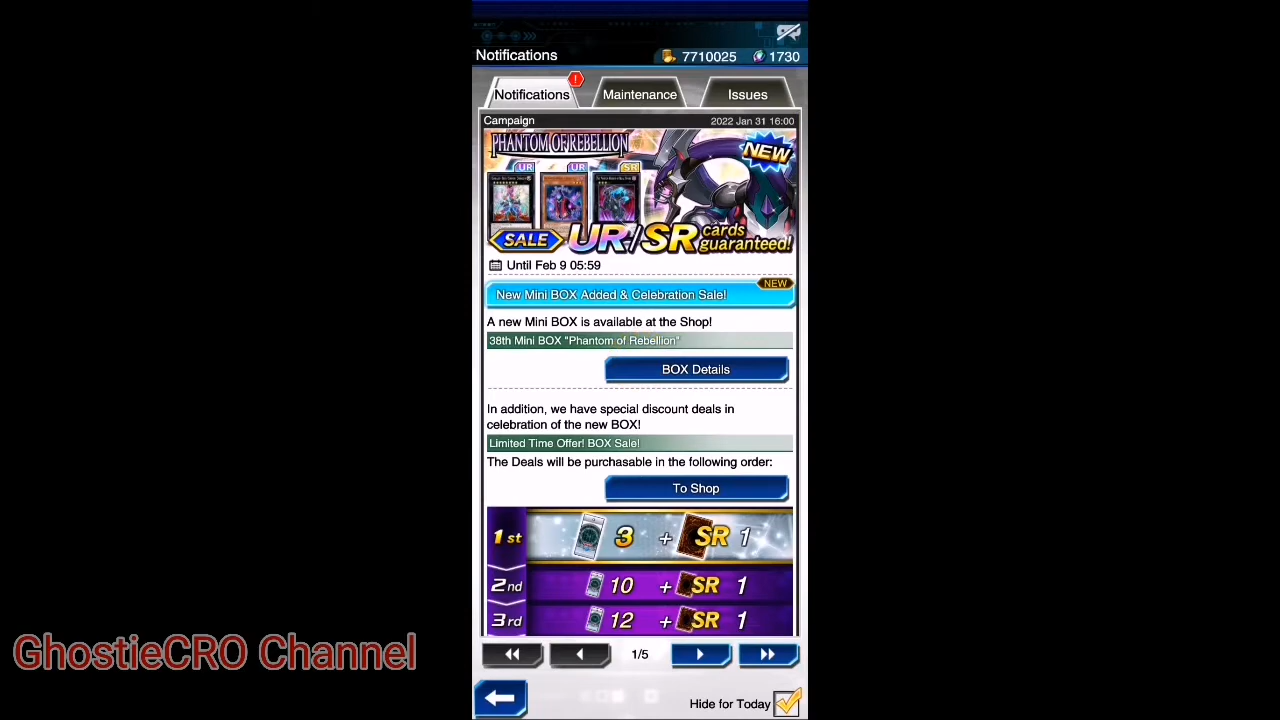 Notifications
7710025
1730
Notifications !
Maintenance
Issues
Campaign
2022 Jan 31 16:00
PHANTOM OF REBELLION
NEW
UR
UR
SR
SALE UR/SR cards guaranteed!
Until Feb 9 05:59
NEW
New Mini BOX Added & Celebration Sale!
A new Mini BOX is available at the Shop!
38th Mini BOX "Phantom of Rebellion"
BOX Details
In addition, we have special discount deals in
celebration of the new BOX!
Limited Time Offer! BOX Sale!
The Deals will be purchasable in the following order:
To Shop
1st 3 + SR 1
2nd 10 + SR 1
3rd 12 + SR 1
GhostieCRO Channel
1/5
Hide for Today